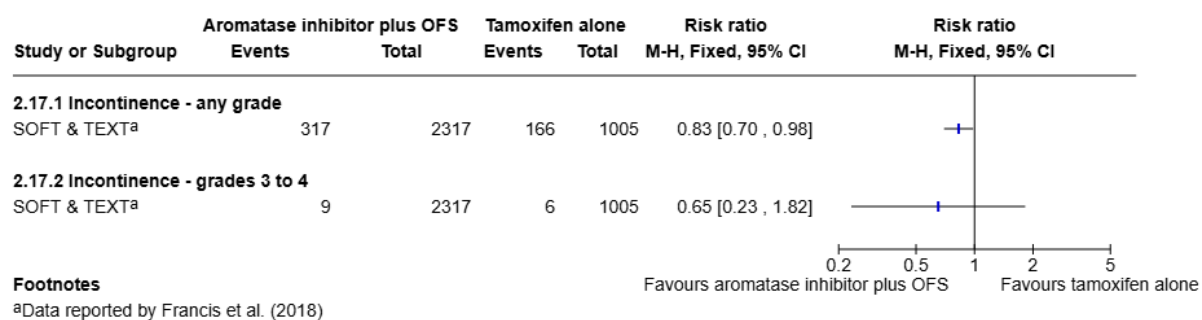 Aromatase inhibitor plus OFS Tamoxifen alone Risk ratio Risk ratio
Study or Subgroup Events Total Events Total M-H, Fixed, 95% CI M-H, Fixed, 95% CI
2.17.1 Incontinence - any grade
SOFT & TEXTa 317 2317 166 1005 0.83 [0.70 , 0.98]
2.17.2 Incontinence - grades 3 to 4
SOFT & TEXTa 9 2317 6 1005 0.65 [0.23 , 1.82]
0.2 0.5 1 2 5
Footnotes Favours aromatase inhibitor plus OFS Favours tamoxifen alone
aData reported by Francis et al. (2018)